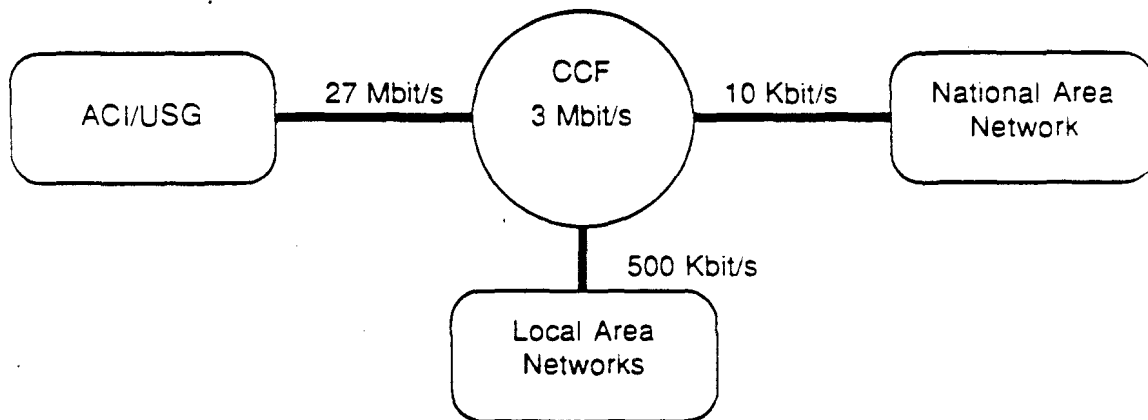 ACI/USG
27 Mbit/s
CCF
3 Mbit/s
10 Kbit/s
National Area
Network
500 Kbit/s
Local Area
Networks